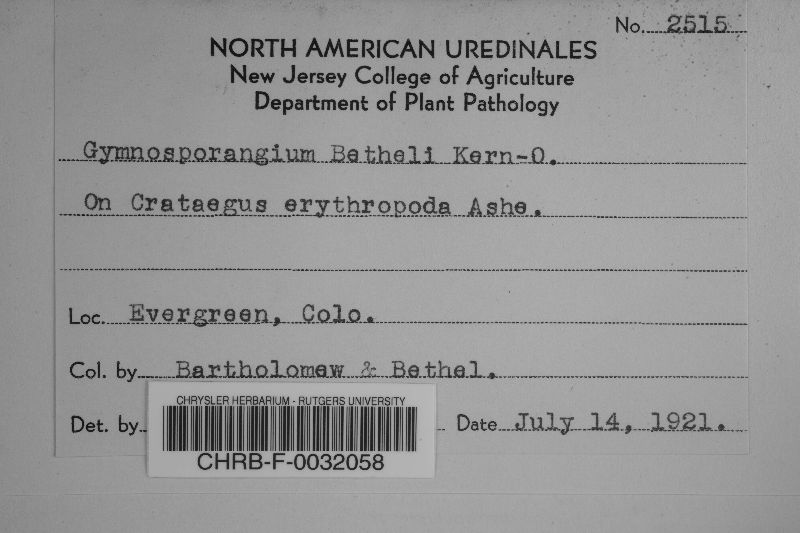 No. 2515
NORTH AMERICAN UREDINALES
New Jersey College of Agriculture
Department of Plant Pathology
Gymnosporangium Betheli Kern-O.
On Crataegus erythropoda Ashe.
Loc. Evergreen, Colo.
Col. by Bartholomew & Bethel.
Det. by Date July 14, 1921.
CHRYSLER HERBARIUM - RUTGERS UNIVERSITY
CHRB-F-0032058